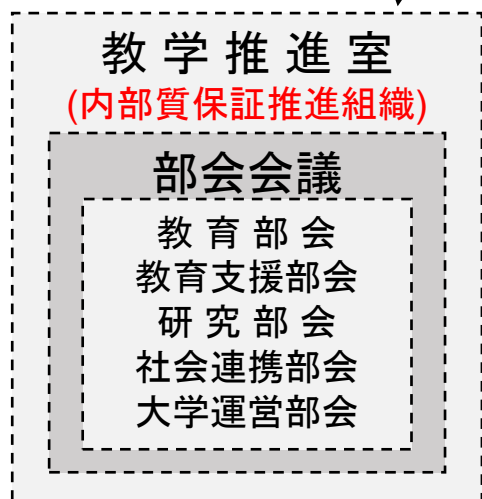 教学推進室
(内部質保証推進組織)
部会会議
教育部会
教育支援部会
研究部会
社会連携部会
大学運営部会